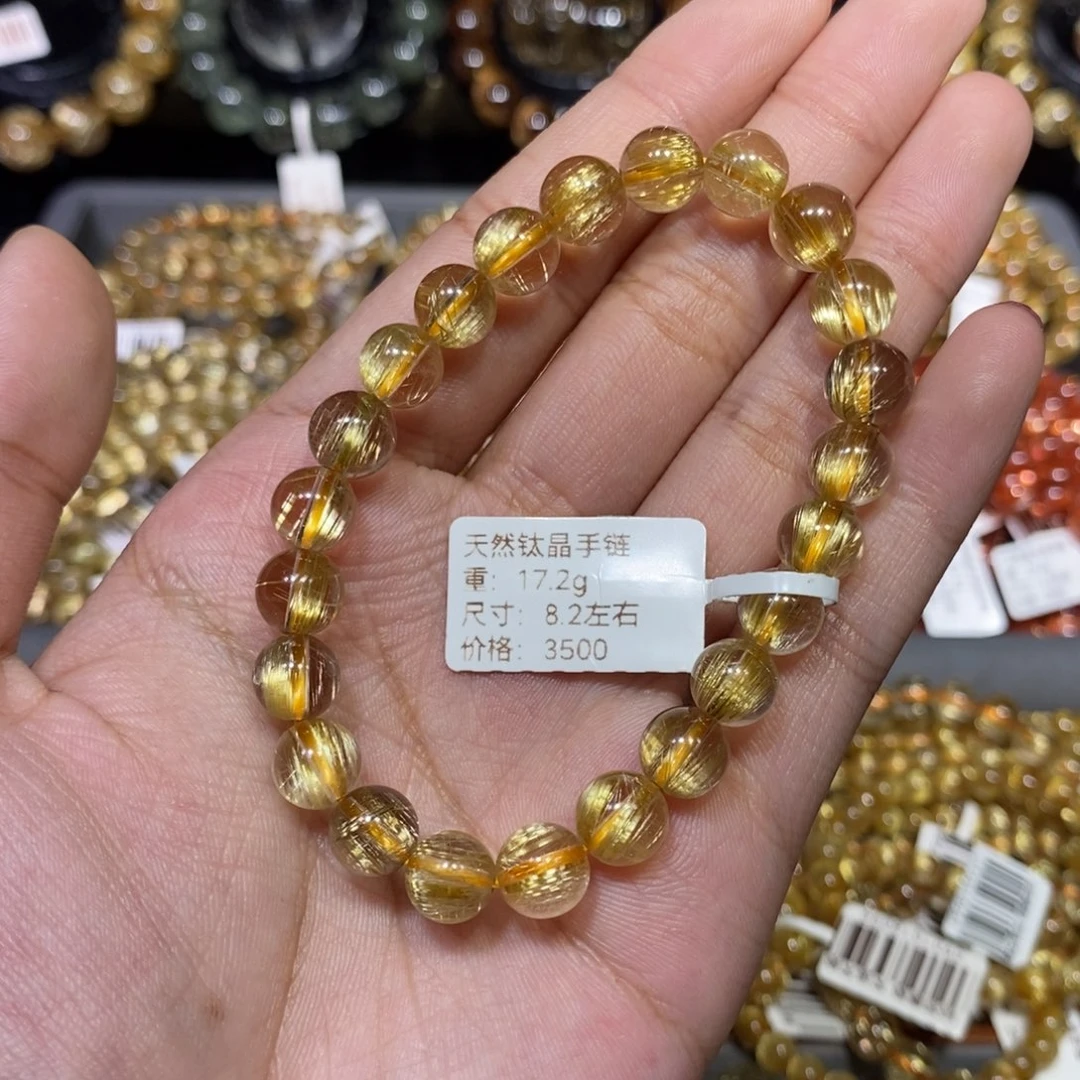 天然钛晶手链
重: 17.2g
尺寸: 8.2左右
价格: 3500